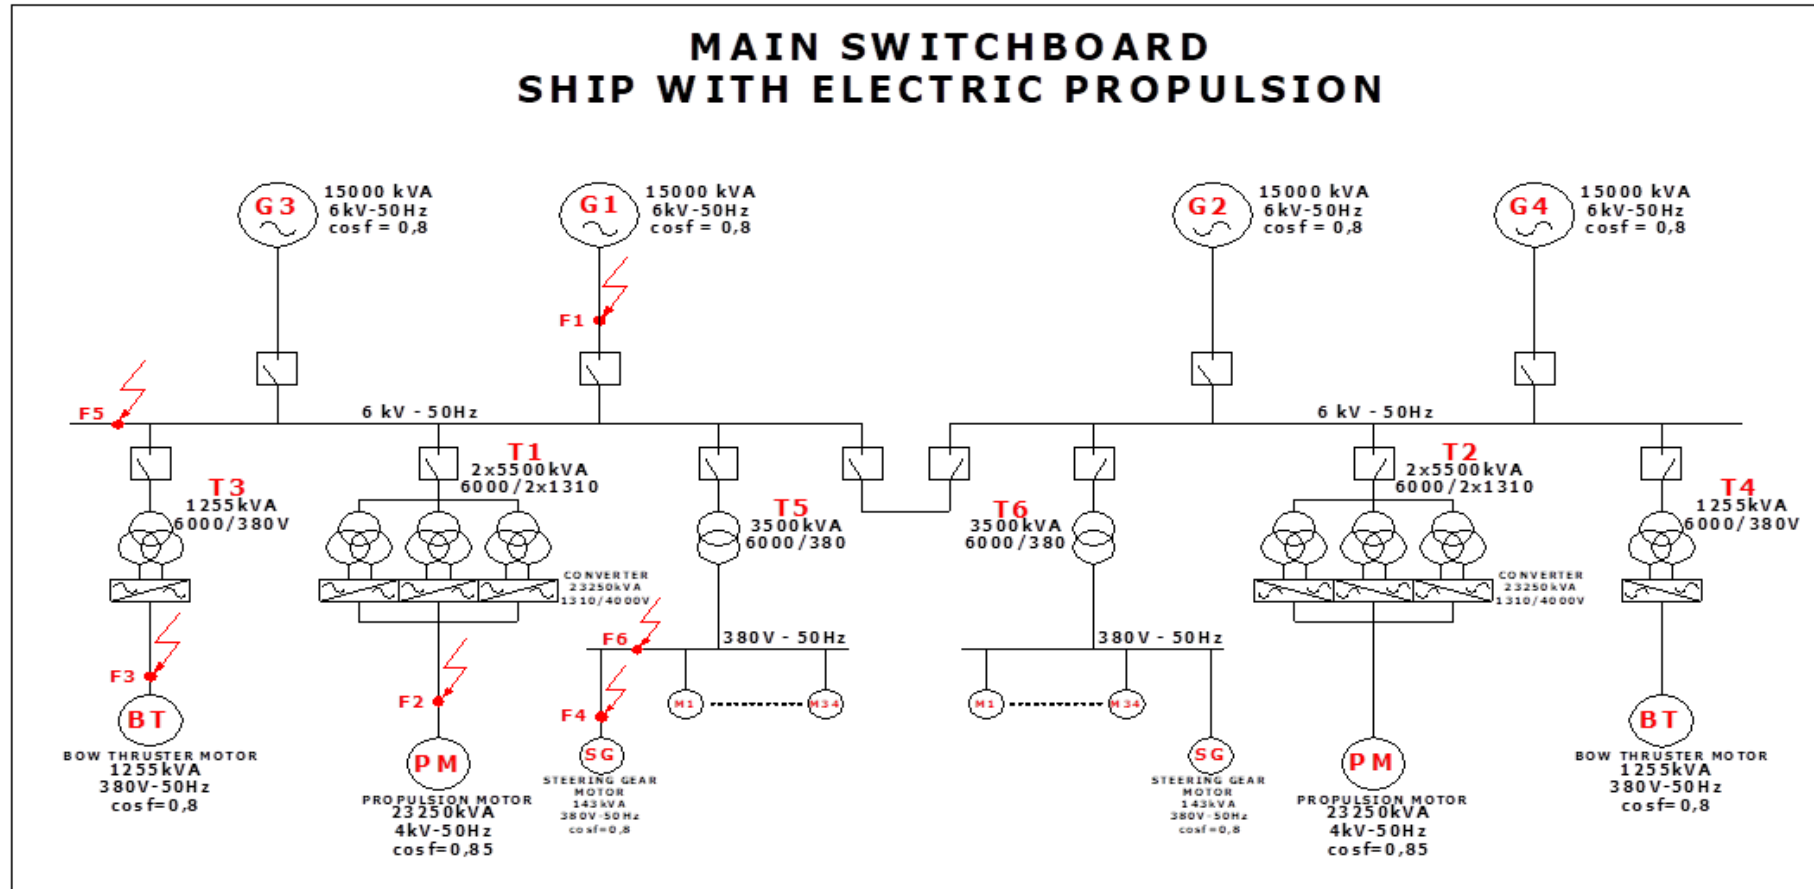 MAIN SWITCHBOARD
SHIP WITH ELECTRIC PROPULSION
G3
15000 kVA
6kV-50Hz
cosf = 0,8
G1
15000 kVA
6kV-50Hz
cosf = 0,8
G2
15000 kVA
6kV-50Hz
cosf = 0,8
G4
15000 kVA
6kV-50Hz
cosf = 0,8
F1
F5
6 kV - 50Hz
6 kV - 50Hz
T3
1255kVA
6000/380V
T1
2x5500kVA
6000/2x1310
T5
3500kVA
6000/380
T6
3500kVA
6000/380
T2
2x5500kVA
6000/2x1310
T4
1255kVA
6000/380V
CONVERTER
23250kVA
1310/4000V
CONVERTER
23250kVA
1310/4000V
F6
380V - 50Hz
380V - 50Hz
F3
F2
F4
M1
M34
M1
M34
BT
BOW THRUSTER MOTOR
1255kVA
380V-50Hz
cosf=0,8
PM
PROPULSION MOTOR
23250kVA
4kV-50Hz
cosf=0,85
SG
STEERING GEAR
MOTOR
143kVA
380V-50Hz
cosf=0,8
SG
STEERING GEAR
MOTOR
143kVA
380V-50Hz
cosf=0,8
PM
PROPULSION MOTOR
23250kVA
4kV-50Hz
cosf=0,85
BT
BOW THRUSTER MOTOR
1255kVA
380V-50Hz
cosf=0,8